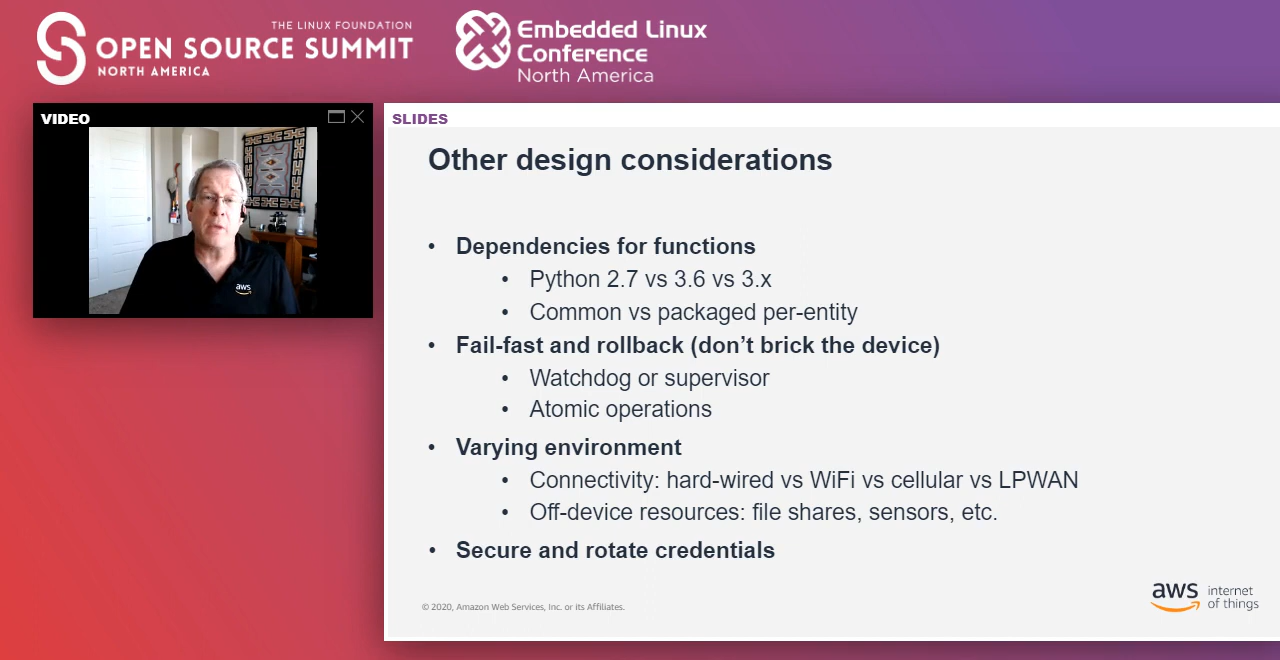 THE LINUX FOUNDATION
OPEN SOURCE SUMMIT
NORTH AMERICA
Embedded Linux
Conference
North America
VIDEO
aws
SLIDES
Other design considerations
• Dependencies for functions
• Python 2.7 vs 3.6 vs 3.x
• Common vs packaged per-entity
• Fail-fast and rollback (don’t brick the device)
• Watchdog or supervisor
• Atomic operations
• Varying environment
• Connectivity: hard-wired vs WiFi vs cellular vs LPWAN
• Off-device resources: file shares, sensors, etc.
• Secure and rotate credentials
© 2020, Amazon Web Services, Inc. or its Affiliates.
aws internet
of things